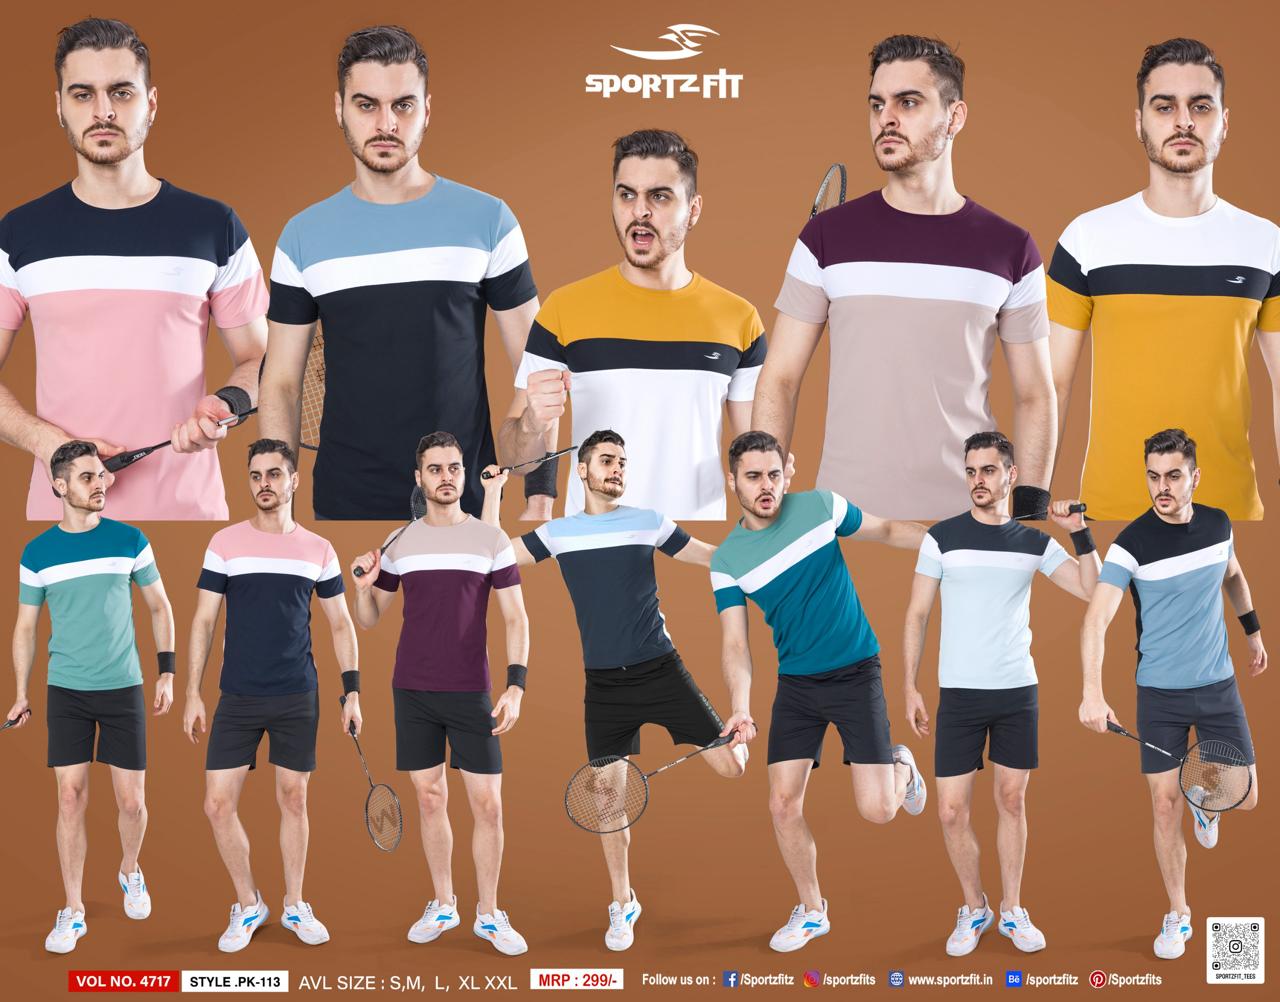 SPORTZ FIT
VOL NO. 4717 STYLE .PK-113 AVL SIZE : S,M, L, XL XXL MRP : 299/- Follow us on : f /Sportzfitz /sportzfits www.sportzfit.in Bē /sportzfitz /Sportzfits
SPORTZFIT_TEES